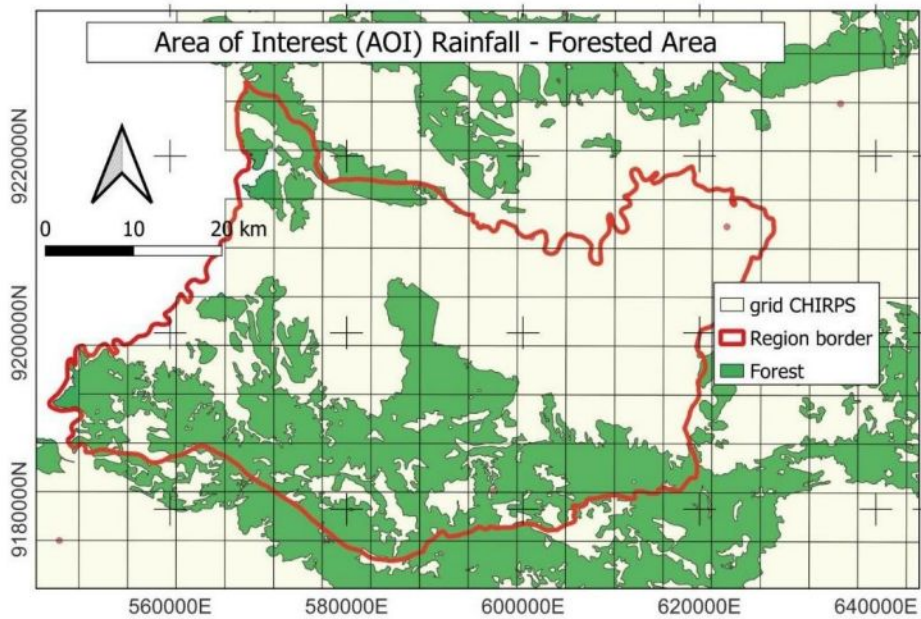 Area of Interest (AOI) Rainfall - Forested Area
9220000N
0 10 20 km
grid CHIRPS
Region border
Forest
9200000N
9180000N
560000E 580000E 600000E 620000E 640000E